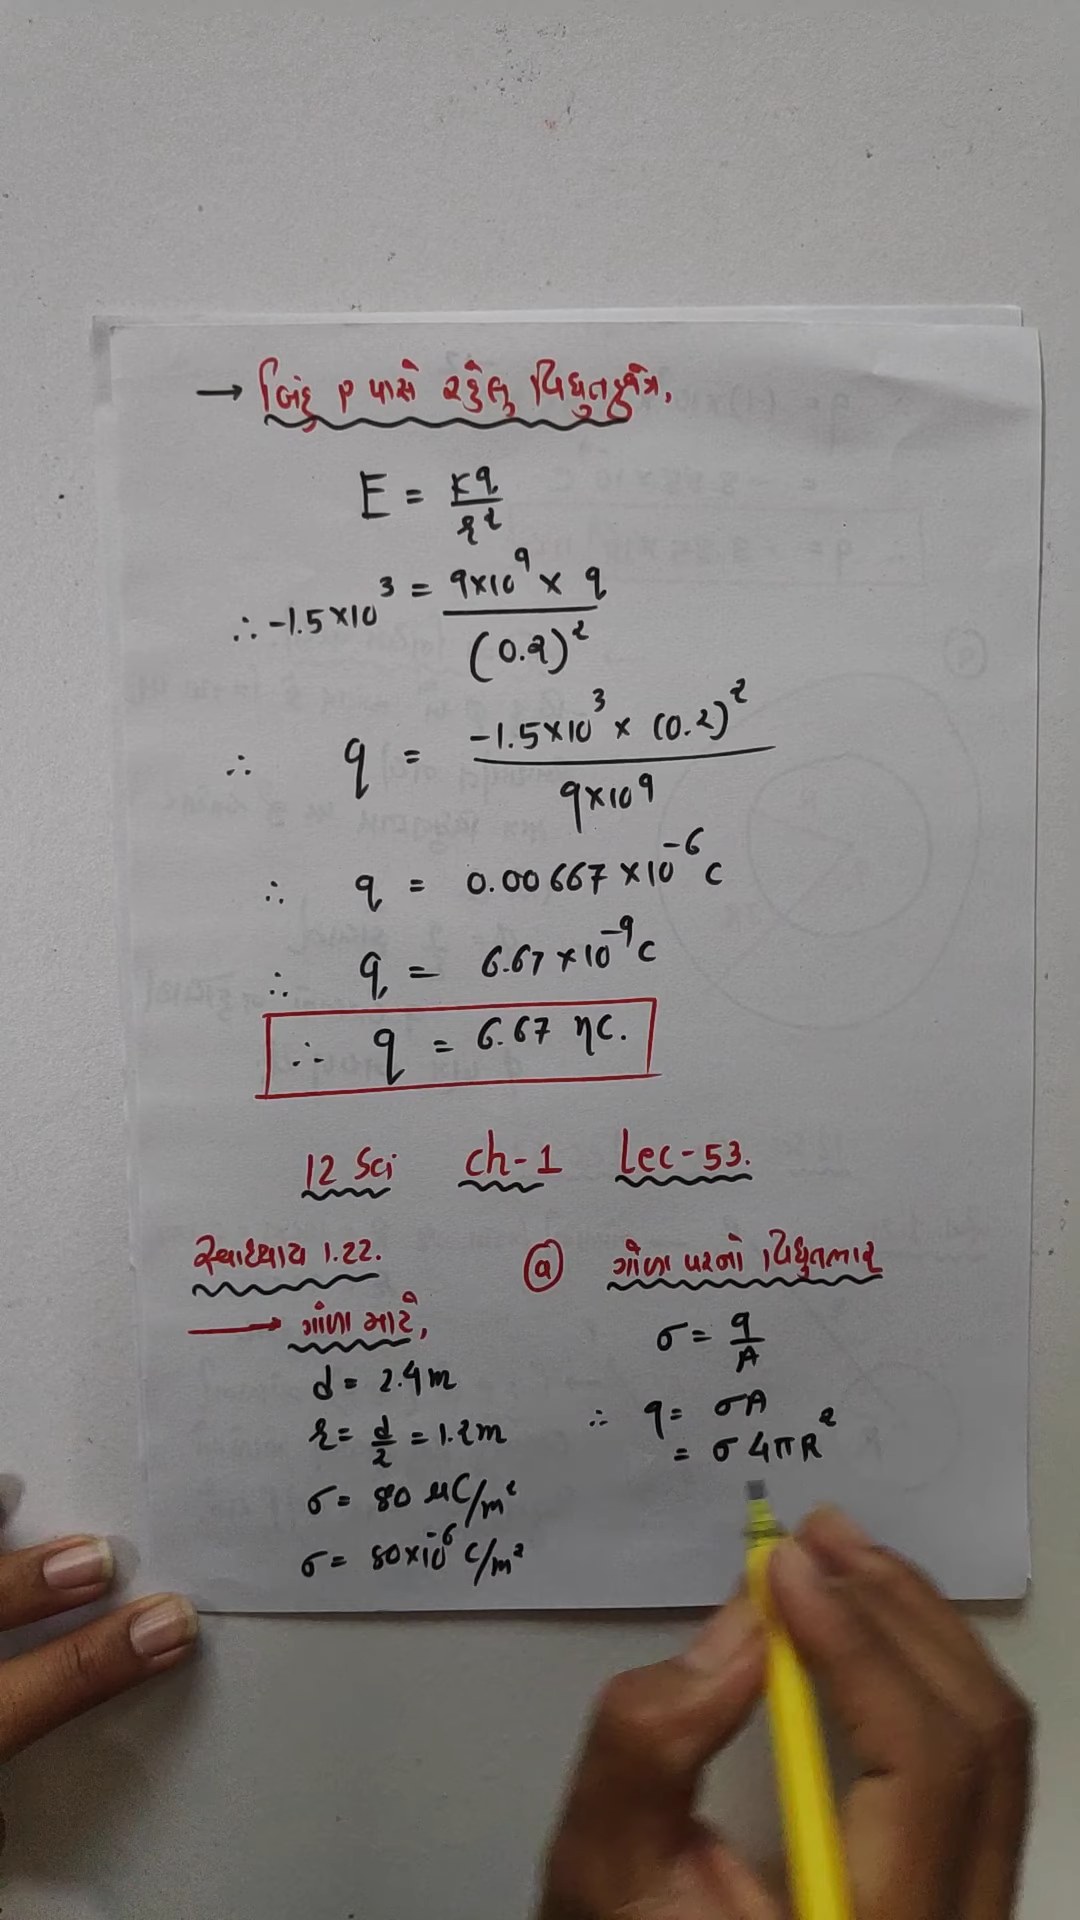 → બિંદુ P પાસે રહેલું વિદ્યુતક્ષેત્ર,
E = Kq / r²
∴ -1.5×10³ = 9×10⁹ × q / (0.2)²
∴ q = -1.5×10³ × (0.2)² / 9×10⁹
∴ q = 0.00667×10⁻⁶ C
∴ q = 6.67×10⁻⁹ C
∴ q = 6.67 ηC.
12 Sci ch-1 Lec-53.
સ્વાધ્યાય 1.22.
→ ગોળા માટે,
d = 2.4 m
r = d/2 = 1.2 m
σ = 80 μC/m²
σ = 80×10⁻⁶ C/m²
ⓐ ગોળા પરનો વિદ્યુતભાર
σ = q / A
∴ q = σA
= σ 4πR²